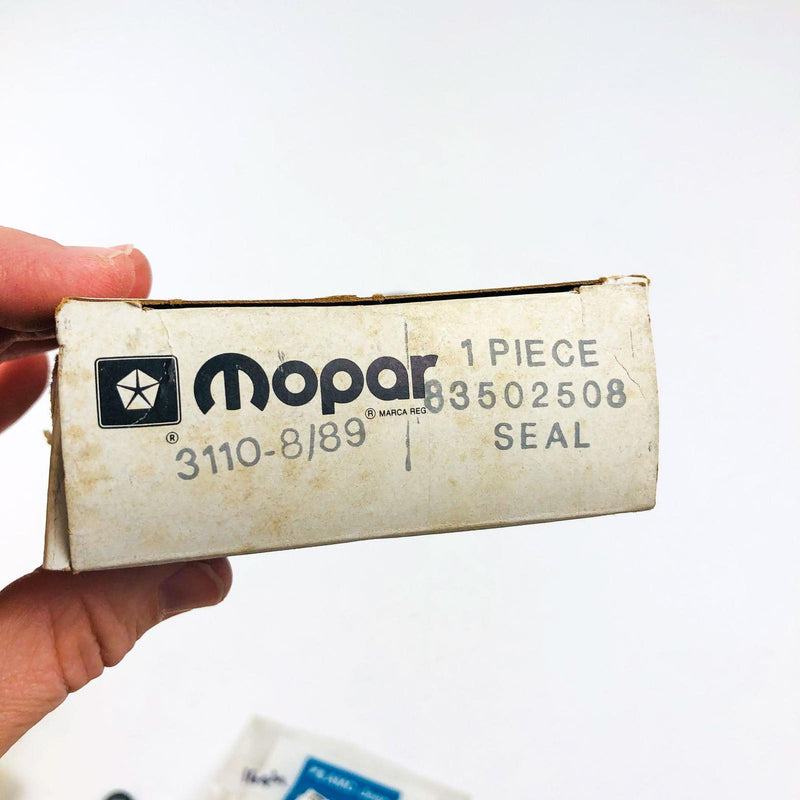 mopar
® MARCA REG
®
3110-8/89
1 PIECE
83502508
SEAL